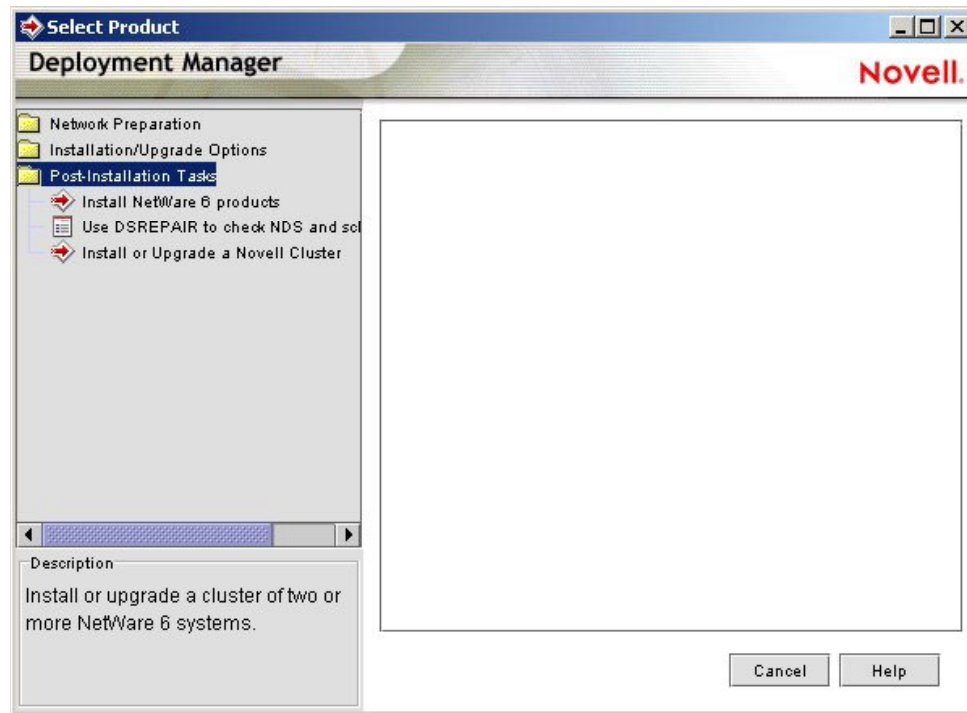 Select Product
Deployment Manager
Novell.
Network Preparation
Installation/Upgrade Options
Post-Installation Tasks
Install NetWare 6 products
Use DSREPAIR to check NDS and scl
Install or Upgrade a Novell Cluster
Description
Install or upgrade a cluster of two or
more NetWare 6 systems.
Cancel
Help